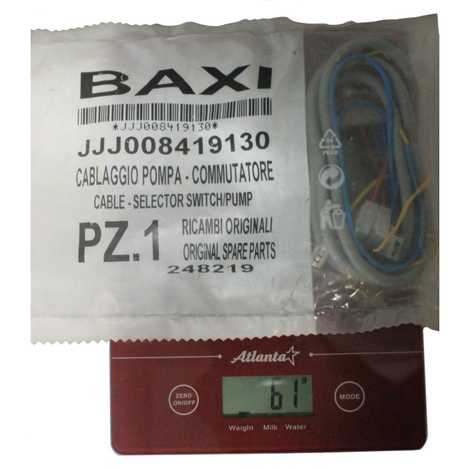 BAXI
*JJJ008419130*
JJJ008419130
CABLAGGIO POMPA - COMMUTATORE
CABLE - SELECTOR SWITCH/PUMP
PZ.1 RICAMBI ORIGINALI
ORIGINAL SPARE PARTS
248219
Atlanta
ZERO
ON/OFF
61
MODE
Weight Milk Water